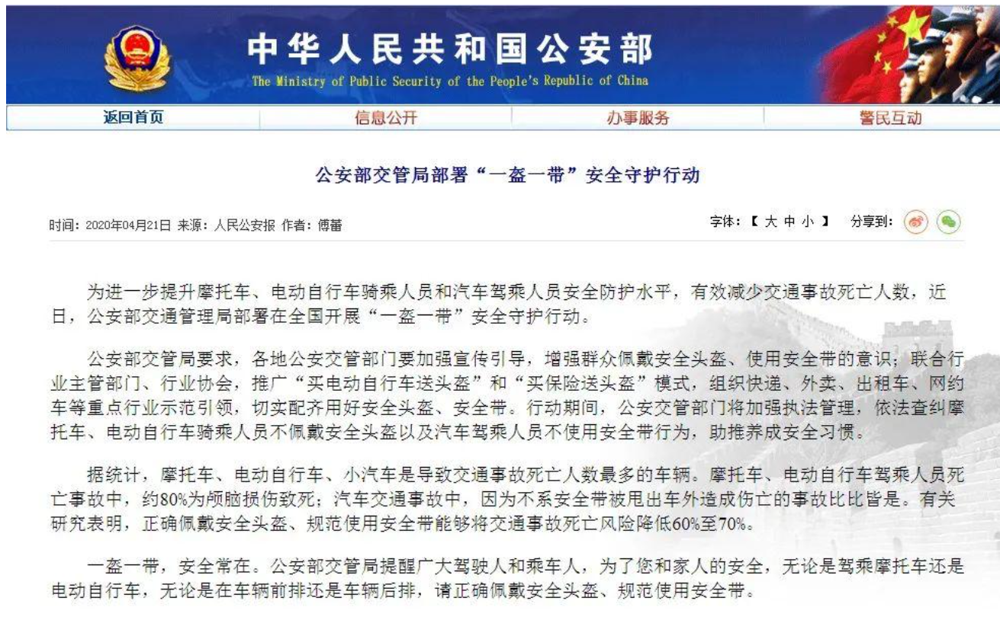 中华人民共和国公安部
The Ministry of Public Security of the People's Republic of China
返回首页 信息公开 办事服务 警民互动
公安部交管局部署“一盔一带”安全守护行动
时间：2020年04月21日 来源：人民公安报 作者：傅蕾 字体：【 大 中 小 】 分享到：
为进一步提升摩托车、电动自行车骑乘人员和汽车驾乘人员安全防护水平，有效减少交通事故死亡人数，近
日，公安部交通管理局部署在全国开展“一盔一带”安全守护行动。
公安部交管局要求，各地公安交管部门要加强宣传引导，增强群众佩戴安全头盔、使用安全带的意识；联合行
业主管部门、行业协会，推广“买电动自行车送头盔”和“买保险送头盔”模式，组织快递、外卖、出租车、网约
车等重点行业示范引领，切实配齐用好安全头盔、安全带。行动期间，公安交管部门将加强执法管理，依法查纠摩
托车、电动自行车骑乘人员不佩戴安全头盔以及汽车驾乘人员不使用安全带行为，助推养成安全习惯。
据统计，摩托车、电动自行车、小汽车是导致交通事故死亡人数最多的车辆。摩托车、电动自行车驾乘人员死
亡事故中，约80%为颅脑损伤致死；汽车交通事故中，因为不系安全带被甩出车外造成伤亡的事故比比皆是。有关
研究表明，正确佩戴安全头盔、规范使用安全带能够将交通事故死亡风险降低60%至70%。
一盔一带，安全常在。公安部交管局提醒广大驾驶人和乘车人，为了您和家人的安全，无论是驾乘摩托车还是
电动自行车，无论是在车辆前排还是车辆后排，请正确佩戴安全头盔、规范使用安全带。